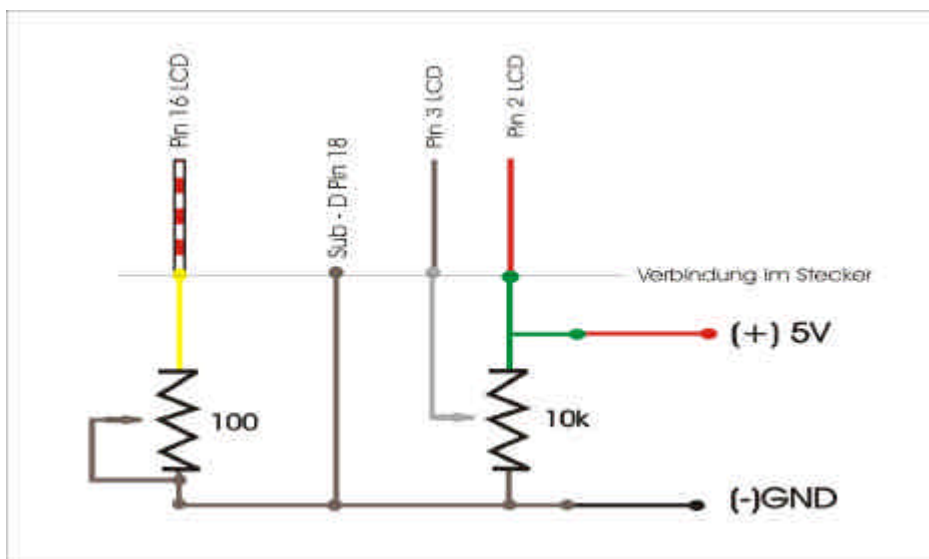 Pin 16 LCD
Sub - D Pin 18
Pin 3 LCD
Pin 2 LCD
Verbindung im Stecker
(+) 5V
100
10k
(-)GND